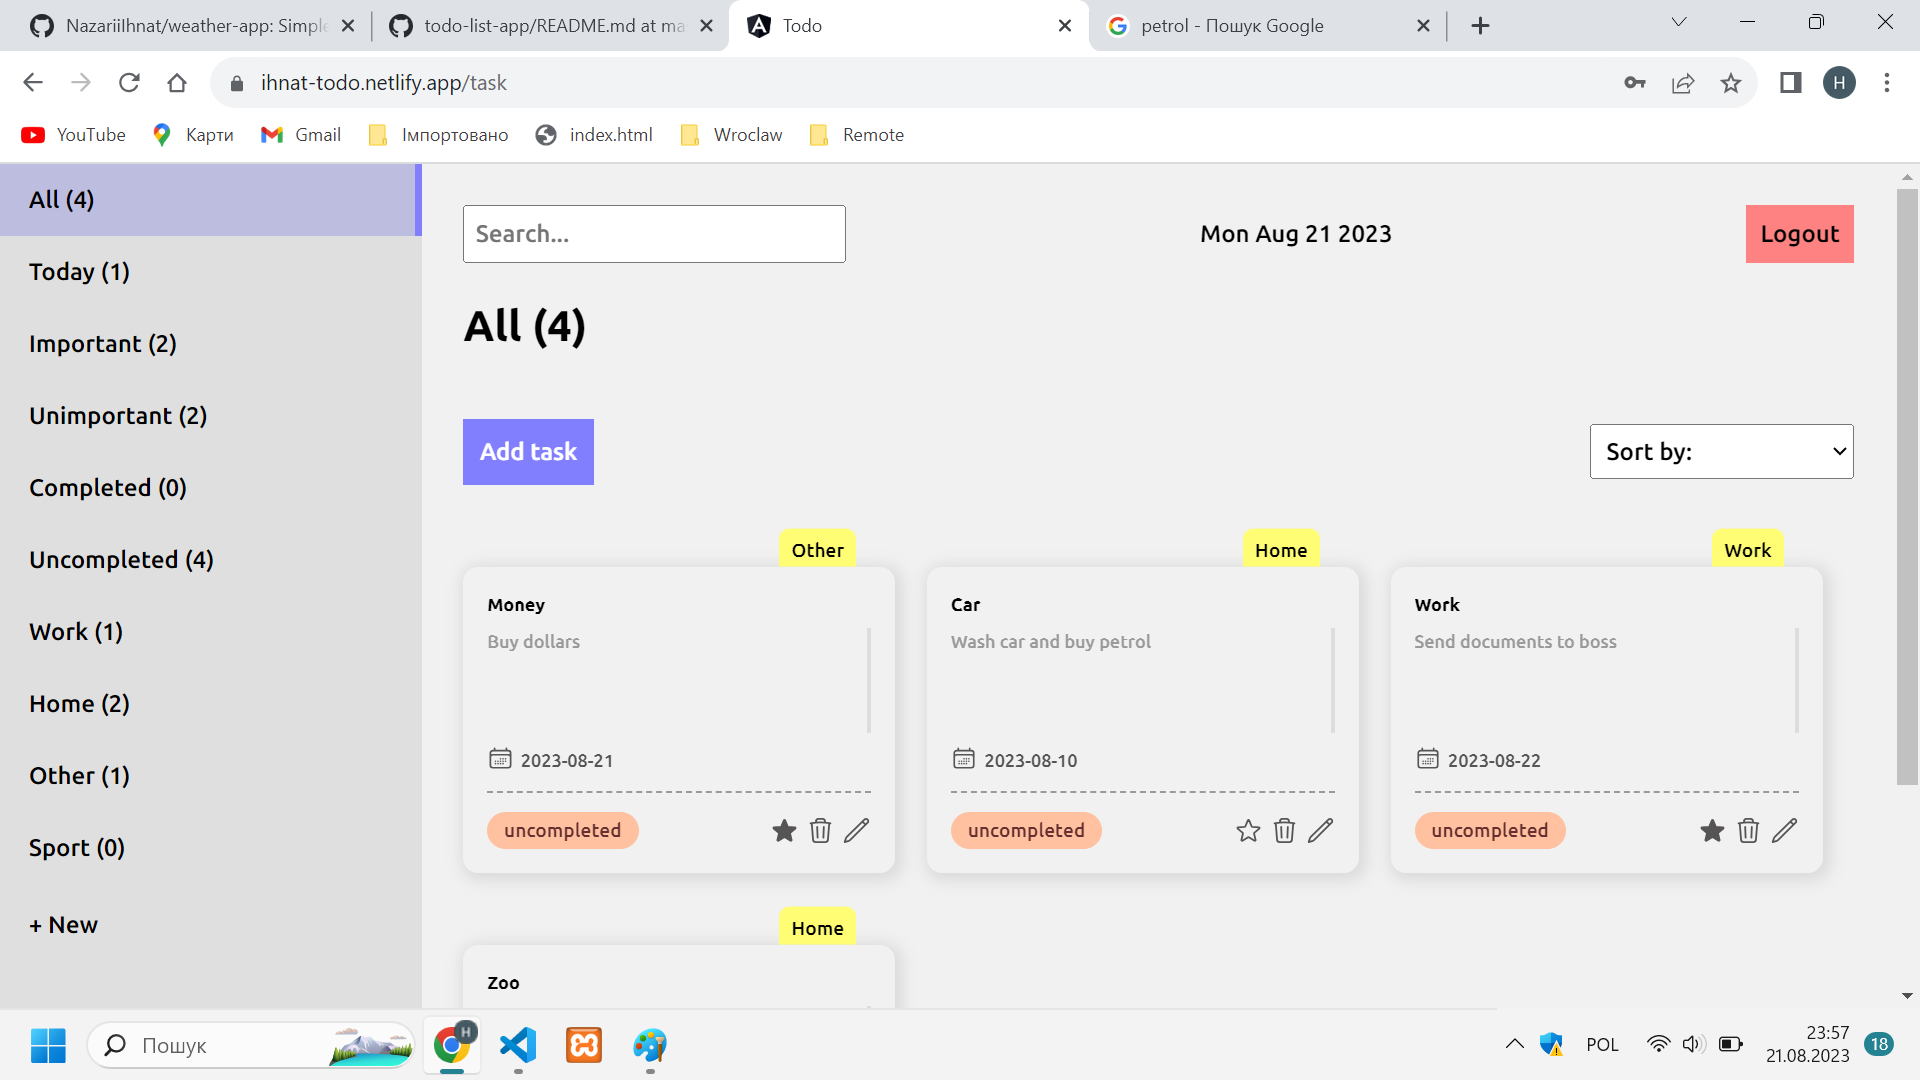 NazariiIhnat/weather-app: Simple
todo-list-app/README.md at ma
Todo
petrol - Пошук Google
ihnat-todo.netlify.app/task
H
YouTube
Карти
Gmail
Імпортовано
index.html
Wroclaw
Remote
All (4)
Today (1)
Important (2)
Unimportant (2)
Completed (0)
Uncompleted (4)
Work (1)
Home (2)
Other (1)
Sport (0)
+ New
Search...
Mon Aug 21 2023
Logout
All (4)
Add task
Sort by:
Other
Money
Buy dollars
2023-08-21
uncompleted
Home
Car
Wash car and buy petrol
2023-08-10
uncompleted
Work
Work
Send documents to boss
2023-08-22
uncompleted
Home
Zoo
Пошук
H
POL
23:57
21.08.2023
18